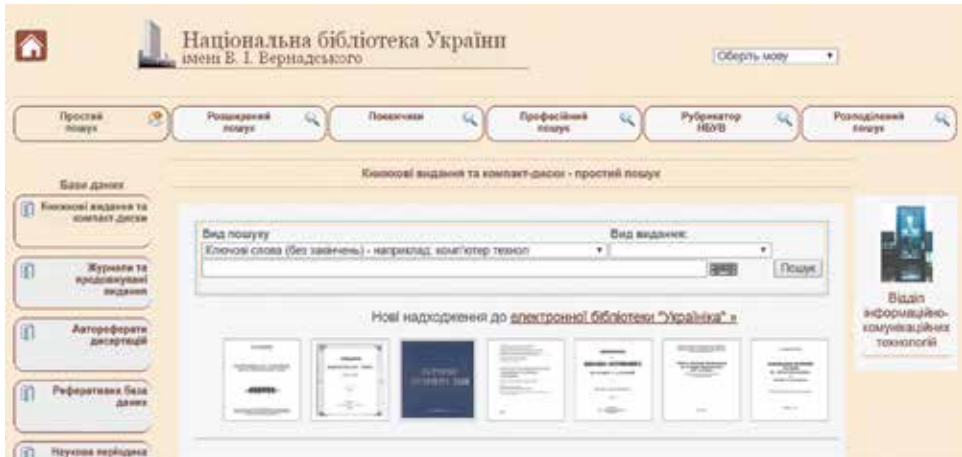 Національна бібліотека України
імені В. І. Вернадського
Оберіть мову
Простий
пошук
Розширений
пошук
Покажчики
Професійний
пошук
Рубрикатор
НБУВ
Розподілений
пошук
Книжкові видання та компакт-диски - простий пошук
Бази даних
Книжкові видання та
компакт-диски
Журнали та
продовжувані
видання
Автореферати
дисертацій
Реферативна база
даних
Наукова періодика
Вид пошуку
Вид видання:
Ключові слова (без закінчень) - наприклад, комп'ютер технол
Пошук
Нові надходження до електронної бібліотеки "Україніка" »
Відділ
інформаційно-
комунікаційних
технологій